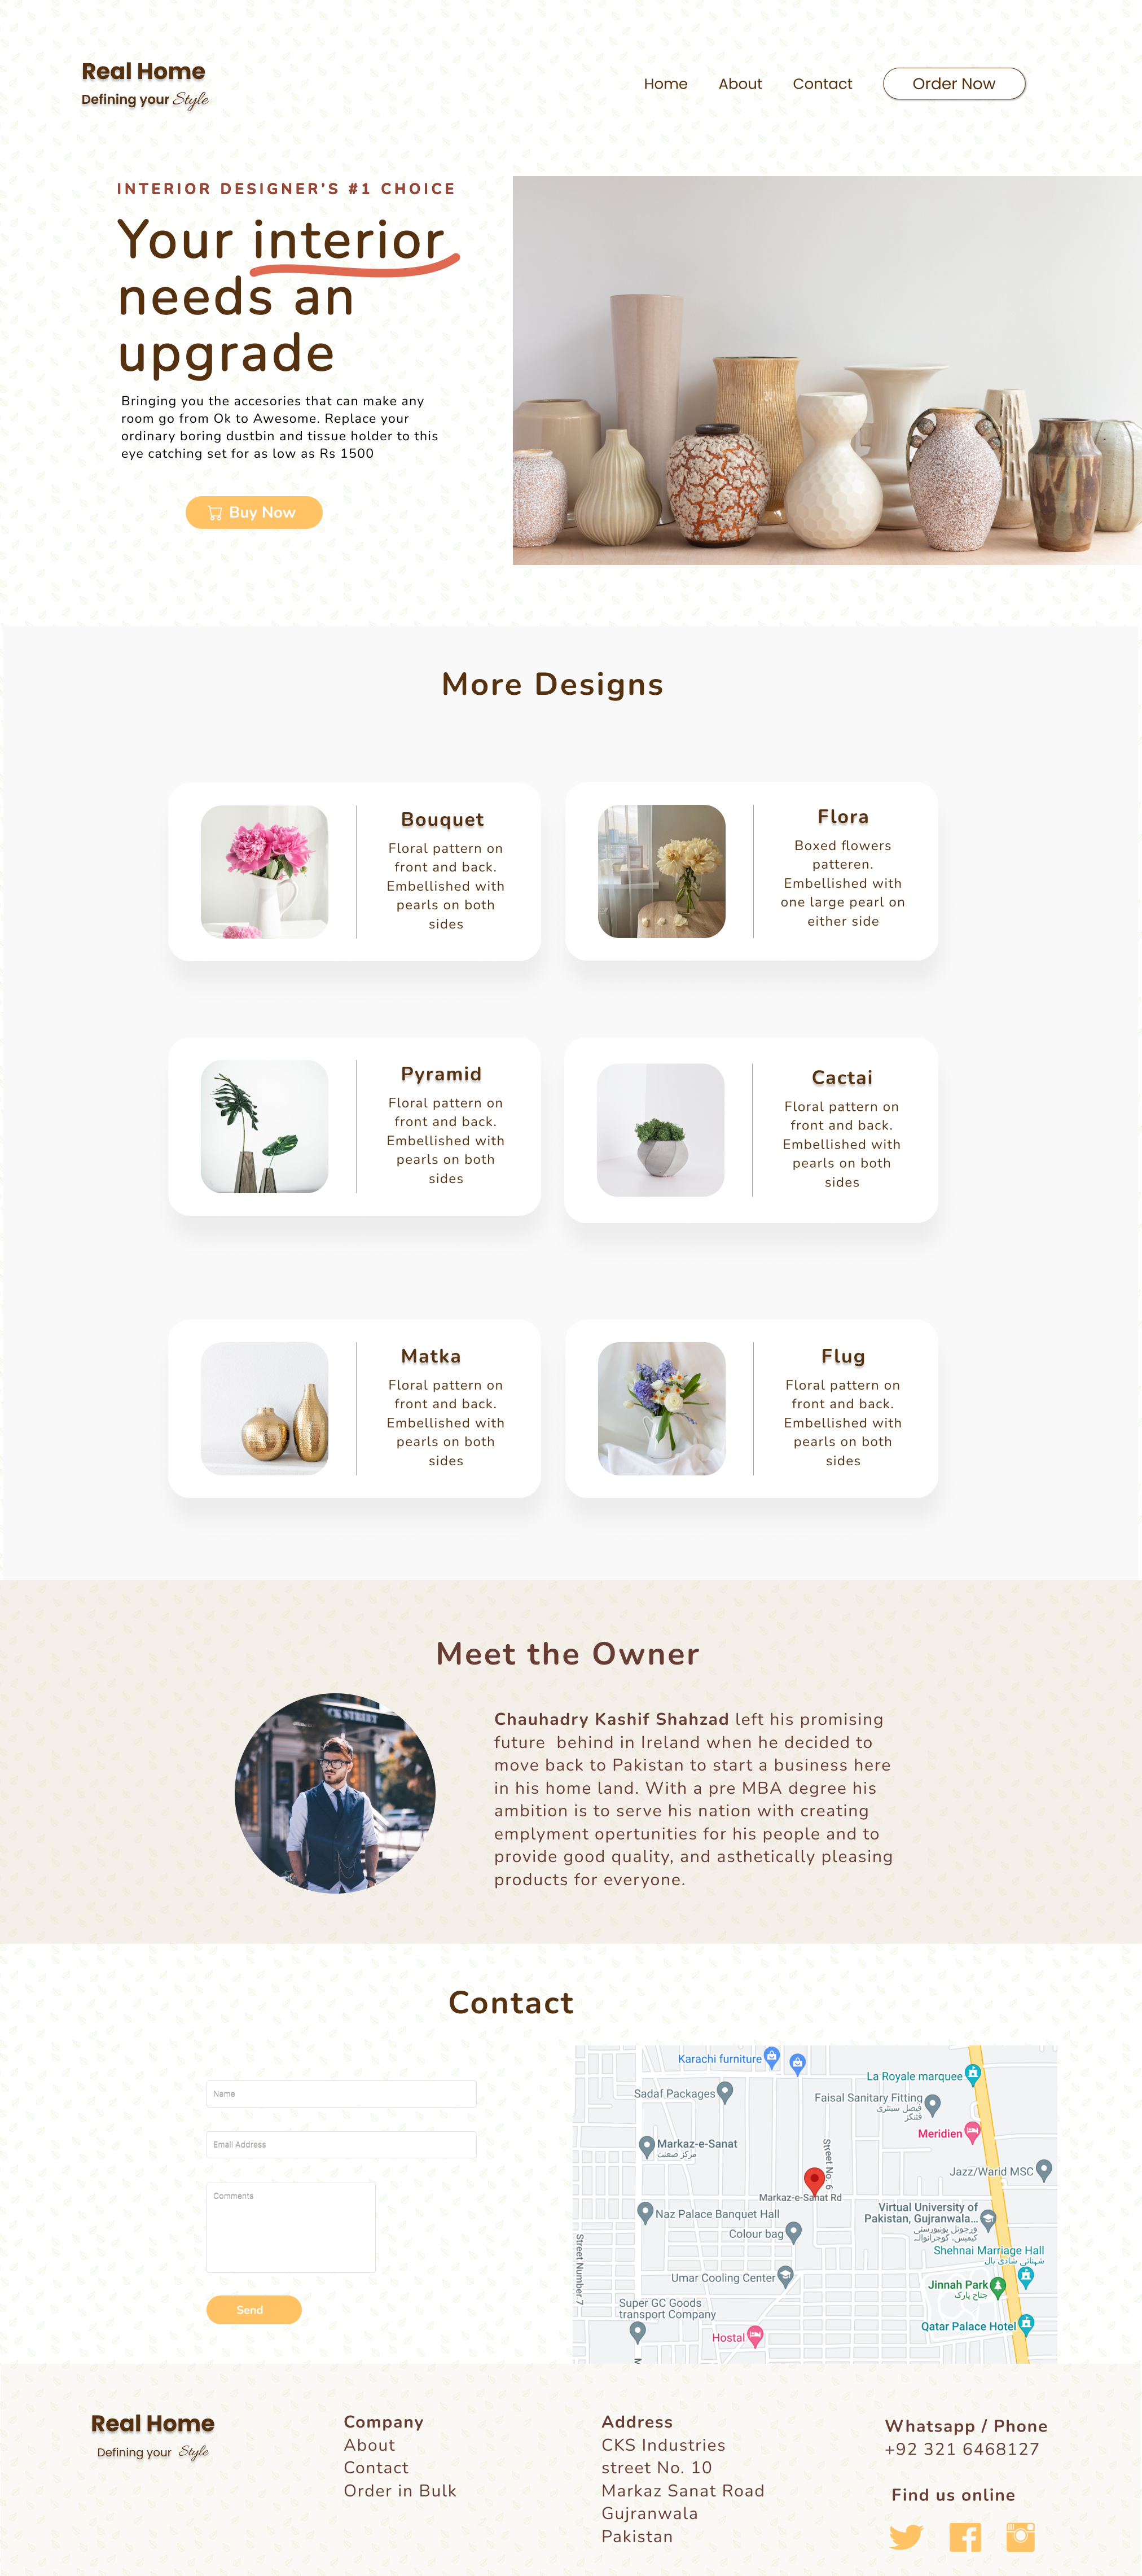 Real Home
Defining your Style
Home About Contact Order Now
INTERIOR DESIGNER'S #1 CHOICE
Your interior
needs an
upgrade
Bringing you the accesories that can make any
room go from Ok to Awesome. Replace your
ordinary boring dustbin and tissue holder to this
eye catching set for as low as Rs 1500
Buy Now
More Designs
Bouquet
Floral pattern on
front and back.
Embellished with
pearls on both
sides
Flora
Boxed flowers
patteren.
Embellished with
one large pearl on
either side
Pyramid
Floral pattern on
front and back.
Embellished with
pearls on both
sides
Cactai
Floral pattern on
front and back.
Embellished with
pearls on both
sides
Matka
Floral pattern on
front and back.
Embellished with
pearls on both
sides
Flug
Floral pattern on
front and back.
Embellished with
pearls on both
sides
Meet the Owner
CK STREET
Chauhadry Kashif Shahzad left his promising
future behind in Ireland when he decided to
move back to Pakistan to start a business here
in his home land. With a pre MBA degree his
ambition is to serve his nation with creating
emplyment opertunities for his people and to
provide good quality, and asthetically pleasing
products for everyone.
Contact
Name
Email Address
Comments
Send
Karachi furniture
La Royale marquee
Sadaf Packages
Faisal Sanitary Fitting
فیصل سینٹری
فٹنگز
Meridien
Markaz-e-Sanat
مرکز صنعتی
Street No. 6
Jazz/Warid MSC
Markaz-e-Sanat Rd
Naz Palace Banquet Hall
Virtual University of
Pakistan, Gujranwala...
ورچوئل یونیورسٹی
کیمپس، گوجرانوالہ
Colour bag
Street Number 7
Shehnai Marriage Hall
شہنائی شادی ہال
Umar Cooling Center
Jinnah Park
جناح پارک
Super GC Goods
transport Company
Qatar Palace Hotel
Hostal
M
Real Home
Defining your Style
Company
About
Contact
Order in Bulk
Address
CKS Industries
street No. 10
Markaz Sanat Road
Gujranwala
Pakistan
Whatsapp / Phone
+92 321 6468127
Find us online